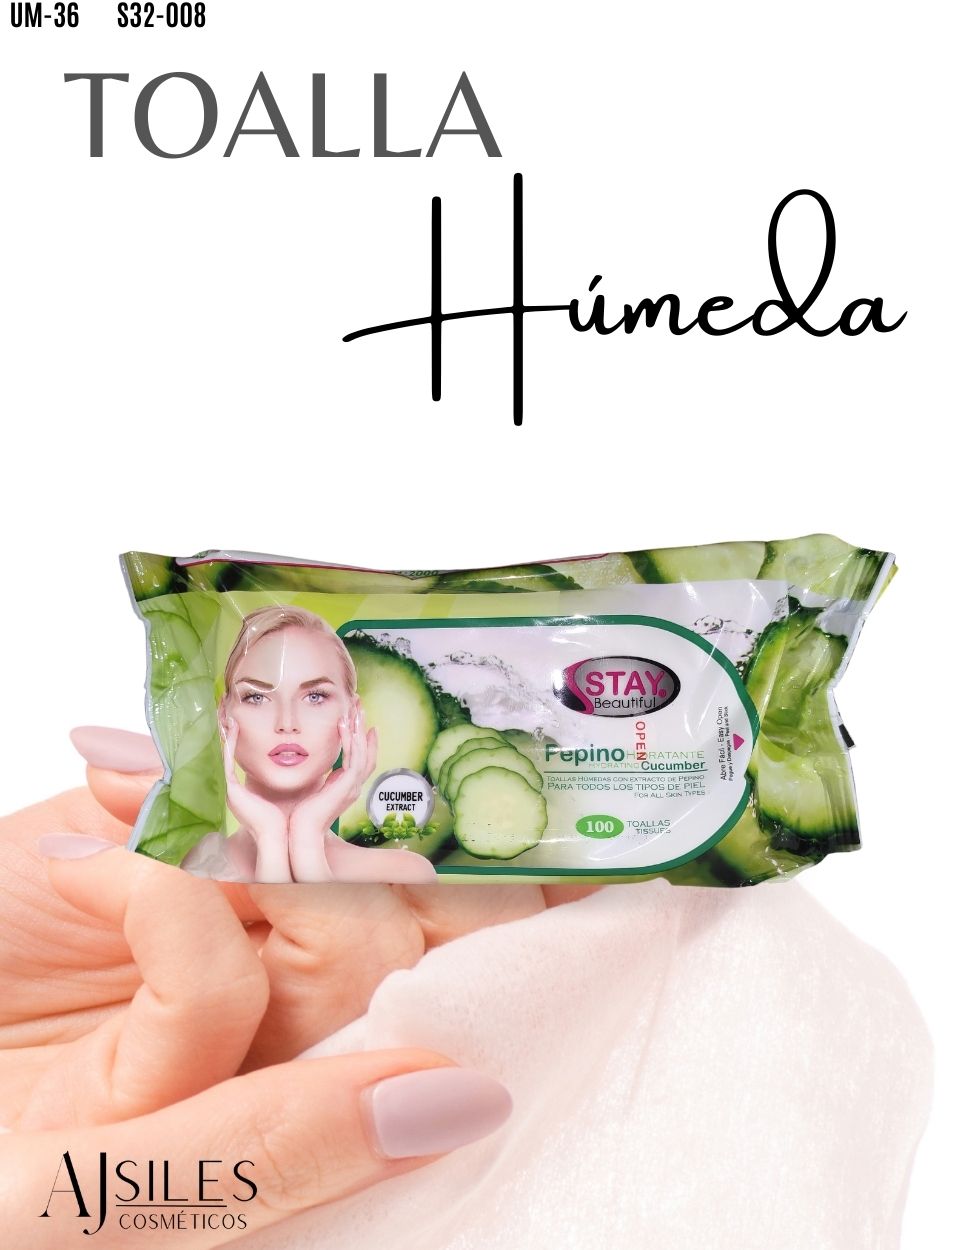 UM-36 S32-008
TOALLA
Húmeda
STAY
Beautiful
OPEN
Pepino HIDRATANTE
HYDRATING Cucumber
TOALLAS HÚMEDAS CON EXTRACTO DE PEPINO
PARA TODOS LOS TIPOS DE PIEL
FOR ALL SKIN TYPES
100 TOALLAS
TISSUES
CUCUMBER
EXTRACT
Abre Fácil - Easy Open
AJSILES
COSMÉTICOS